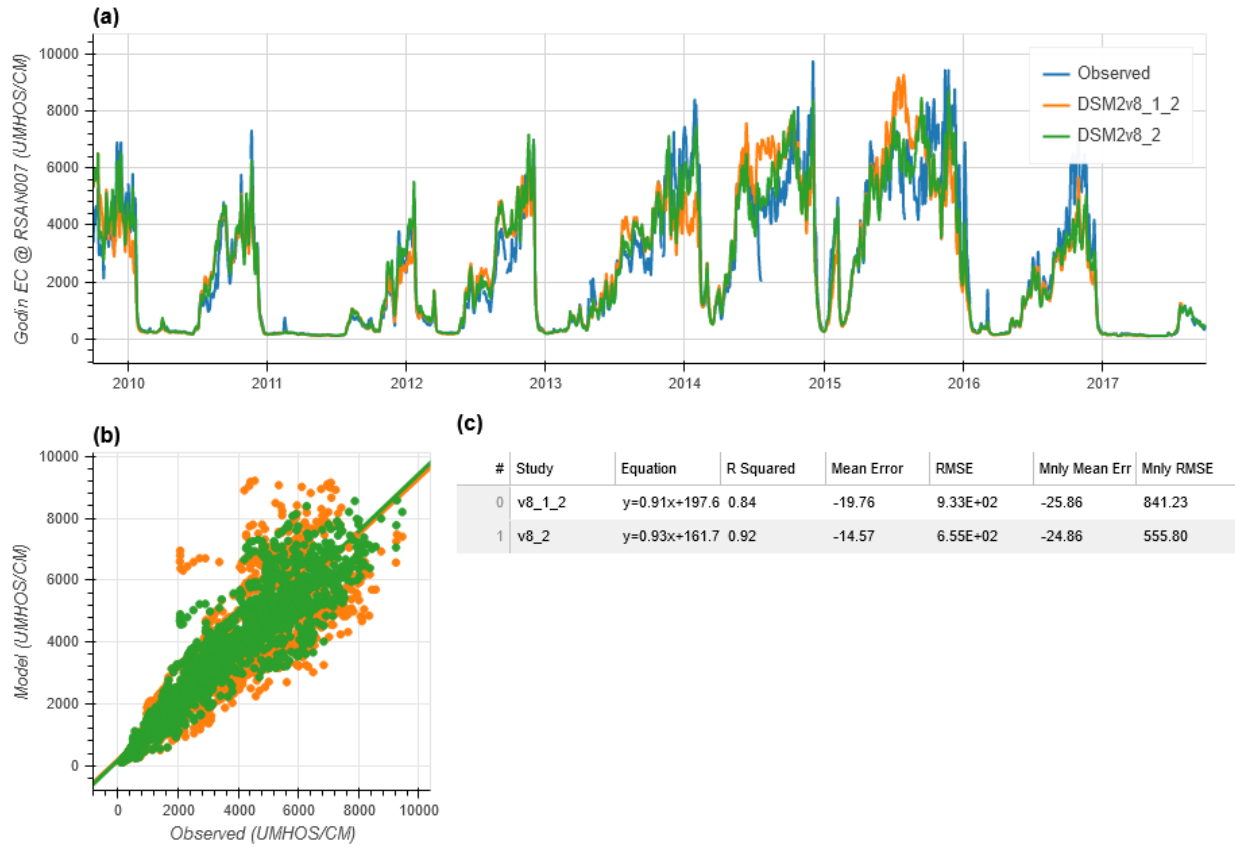 (a)
Godin EC @ RSAN007 (UMHOS/CM)
10000
8000
6000
4000
2000
0
Observed
DSM2v8_1_2
DSM2v8_2
2010 2011 2012 2013 2014 2015 2016 2017
(b)
Model (UMHOS/CM)
10000
8000
6000
4000
2000
0
0 2000 4000 6000 8000 10000
Observed (UMHOS/CM)
(c)
# Study Equation R Squared Mean Error RMSE Mnly Mean Err Mnly RMSE
0 v8_1_2 y=0.91x+197.6 0.84 -19.76 9.33E+02 -25.86 841.23
1 v8_2 y=0.93x+161.7 0.92 -14.57 6.55E+02 -24.86 555.80